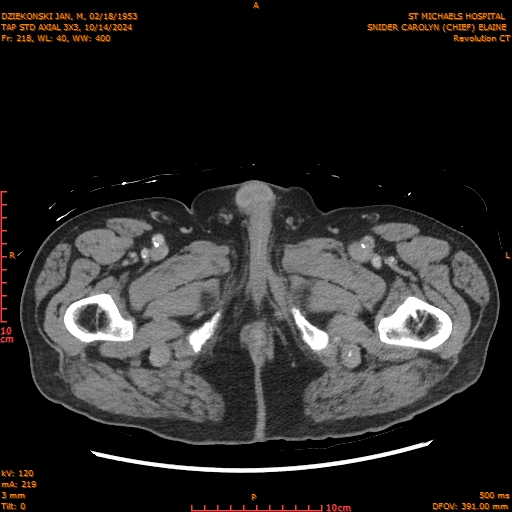 A
DZIEKONSKI JAN, M, 02/18/1953
TAP STD AXIAL 3X3, 10/14/2024
Fr: 218, WL: 40, WW: 400
ST MICHAELS HOSPITAL
SNIDER CAROLYN (CHIEF) ELAINE
Revolution CT
R
L
10
cm
kV: 120
mA: 219
3 mm
Tilt: 0
P
10cm
500 ms
DFOV: 391.00 mm